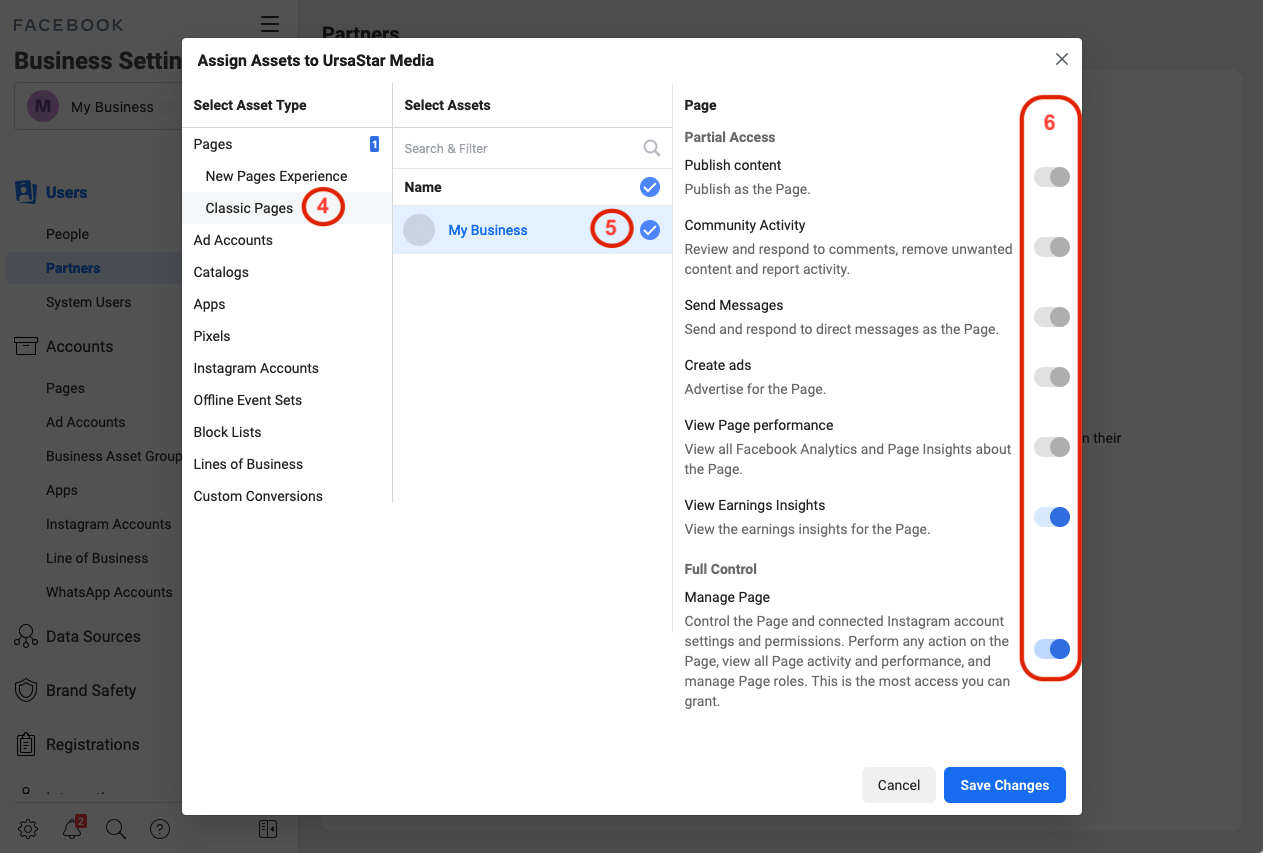 FACEBOOK
Business Settin
M
My Business
Users
People
Partners
System Users
Accounts
Pages
Ad Accounts
Business Asset Group
Apps
Instagram Accounts
Line of Business
WhatsApp Accounts
Data Sources
Brand Safety
Registrations
2
Partners
n their
Assign Assets to UrsaStar Media
Select Asset Type
Pages
1
New Pages Experience
Classic Pages
4
Ad Accounts
Catalogs
Apps
Pixels
Instagram Accounts
Offline Event Sets
Block Lists
Lines of Business
Custom Conversions
Select Assets
Search & Filter
Name
My Business
5
Page
6
Partial Access
Publish content
Publish as the Page.
Community Activity
Review and respond to comments, remove unwanted
content and report activity.
Send Messages
Send and respond to direct messages as the Page.
Create ads
Advertise for the Page.
View Page performance
View all Facebook Analytics and Page Insights about
the Page.
View Earnings Insights
View the earnings insights for the Page.
Full Control
Manage Page
Control the Page and connected Instagram account
settings and permissions. Perform any action on the
Page, view all Page activity and performance, and
manage Page roles. This is the most access you can
grant.
Cancel
Save Changes